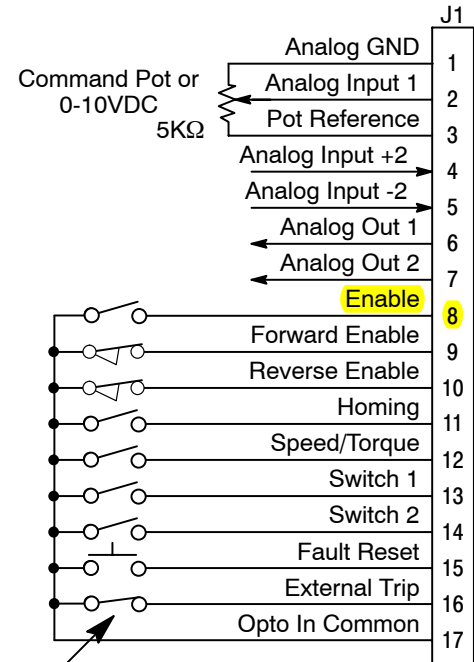 J1
Analog GND 1
Command Pot or
0-10VDC
5KΩ
Analog Input 1 2
Pot Reference 3
Analog Input +2 4
Analog Input -2 5
Analog Out 1 6
Analog Out 2 7
Enable 8
Forward Enable 9
Reverse Enable 10
Homing 11
Speed/Torque 12
Switch 1 13
Switch 2 14
Fault Reset 15
External Trip 16
Opto In Common 17